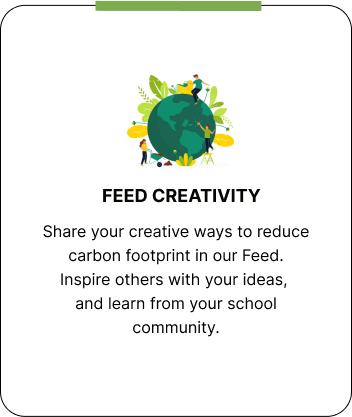 FEED CREATIVITY
Share your creative ways to reduce
carbon footprint in our Feed.
Inspire others with your ideas,
and learn from your school
community.